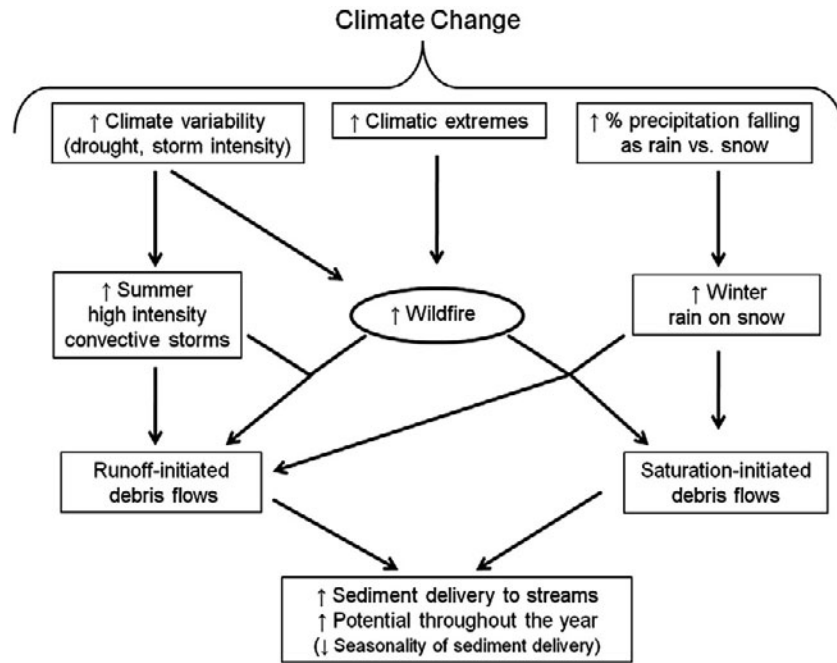 Climate Change
↑ Climate variability
(drought, storm intensity)
↑ Climatic extremes
↑ % precipitation falling
as rain vs. snow
↑ Summer
high intensity
convective storms
↑ Wildfire
↑ Winter
rain on snow
Runoff-initiated
debris flows
Saturation-initiated
debris flows
↑ Sediment delivery to streams
↑ Potential throughout the year
(↓ Seasonality of sediment delivery)